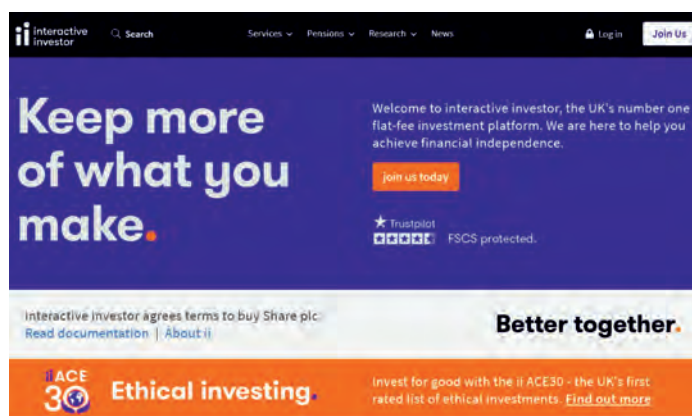 interactive
investor
Search
Services
Pensions
Research
News
Log in
Join Us
Keep more
of what you
make.
Welcome to interactive investor, the UK's number one
flat-fee investment platform. We are here to help you
achieve financial independence.
join us today
Trustpilot
FSCS protected.
interactive investor agrees terms to buy Share plc
Read documentation | About ii
Better together.
ii ACE
30
Ethical investing.
Invest for good with the ii ACE30 - the UK's first
rated list of ethical investments. Find out more